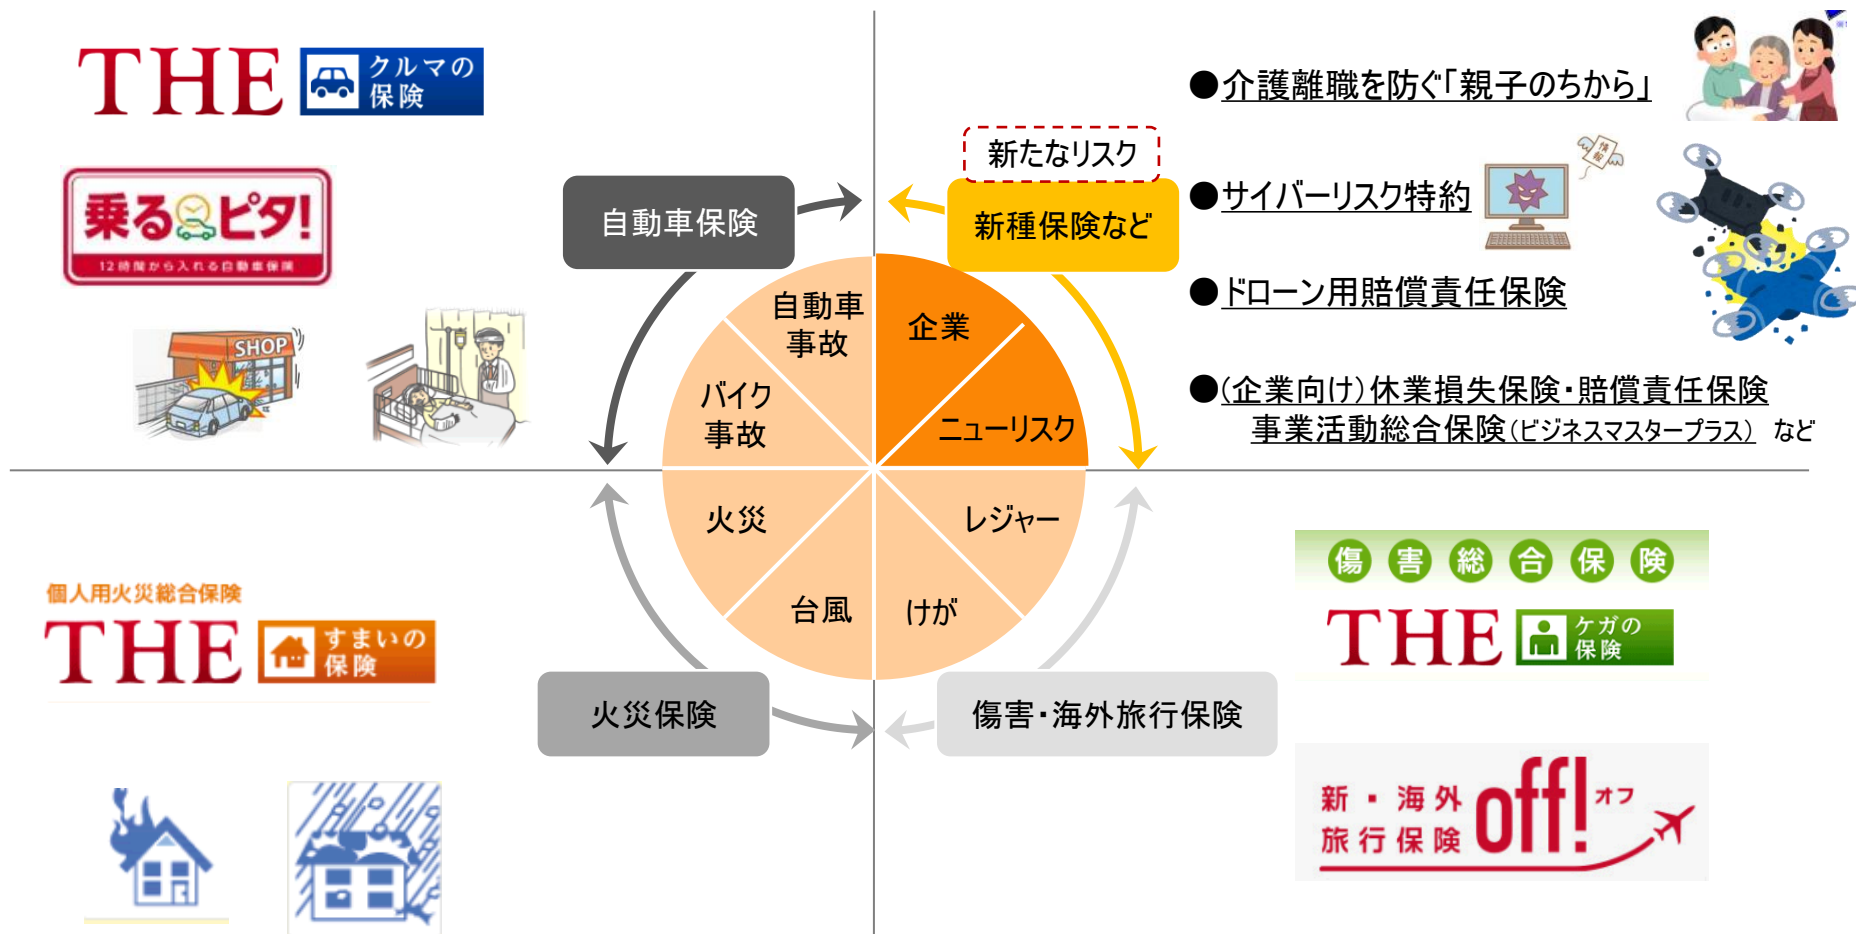 THE クルマの
保険
乗るピタ!
12時間から入れる自動車保険
SHOP
自動車保険
新たなリスク
新種保険など
●介護離職を防ぐ「親子のちから」
●サイバーリスク特約
情報
●ドローン用賠償責任保険
●(企業向け)休業損失保険・賠償責任保険
事業活動総合保険(ビジネスマスタープラス) など
自動車
事故
企業
バイク
事故
ニューリスク
火災
レジャー
台風
けが
個人用火災総合保険
THE すまいの
保険
火災保険
傷害・海外旅行保険
傷害総合保険
THE ケガの
保険
新・海外
旅行保険
off! オフ